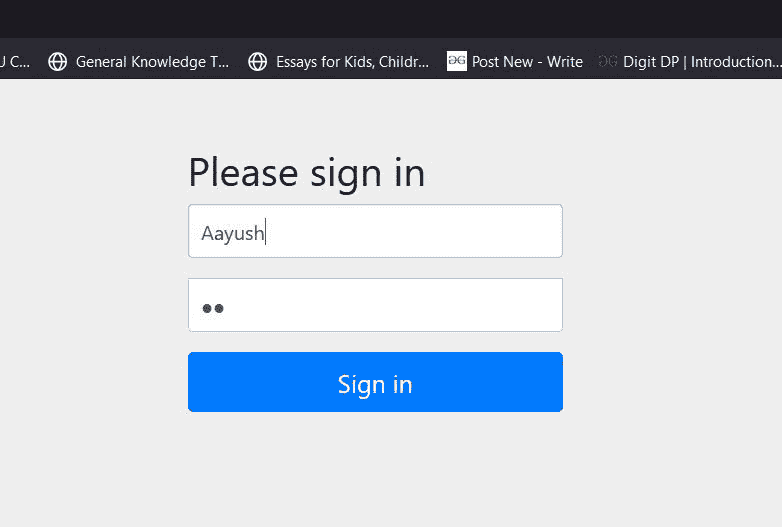 J C... General Knowledge T... Essays for Kids, Childr... Post New - Write Digit DP | Introduction...
Please sign in
Aayush
••
Sign in